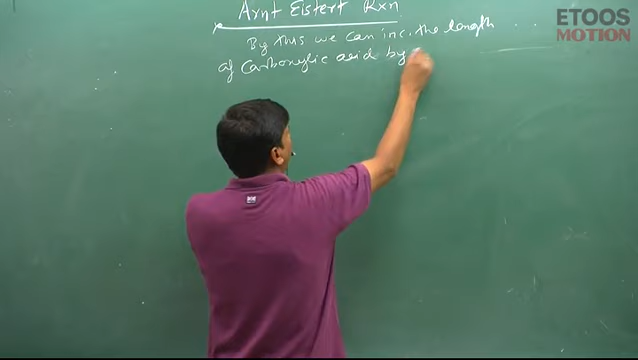 Arnt Eistert Rxn
By this we can inc. the length
of Carboxylic acid by
ETOOS
MOTION